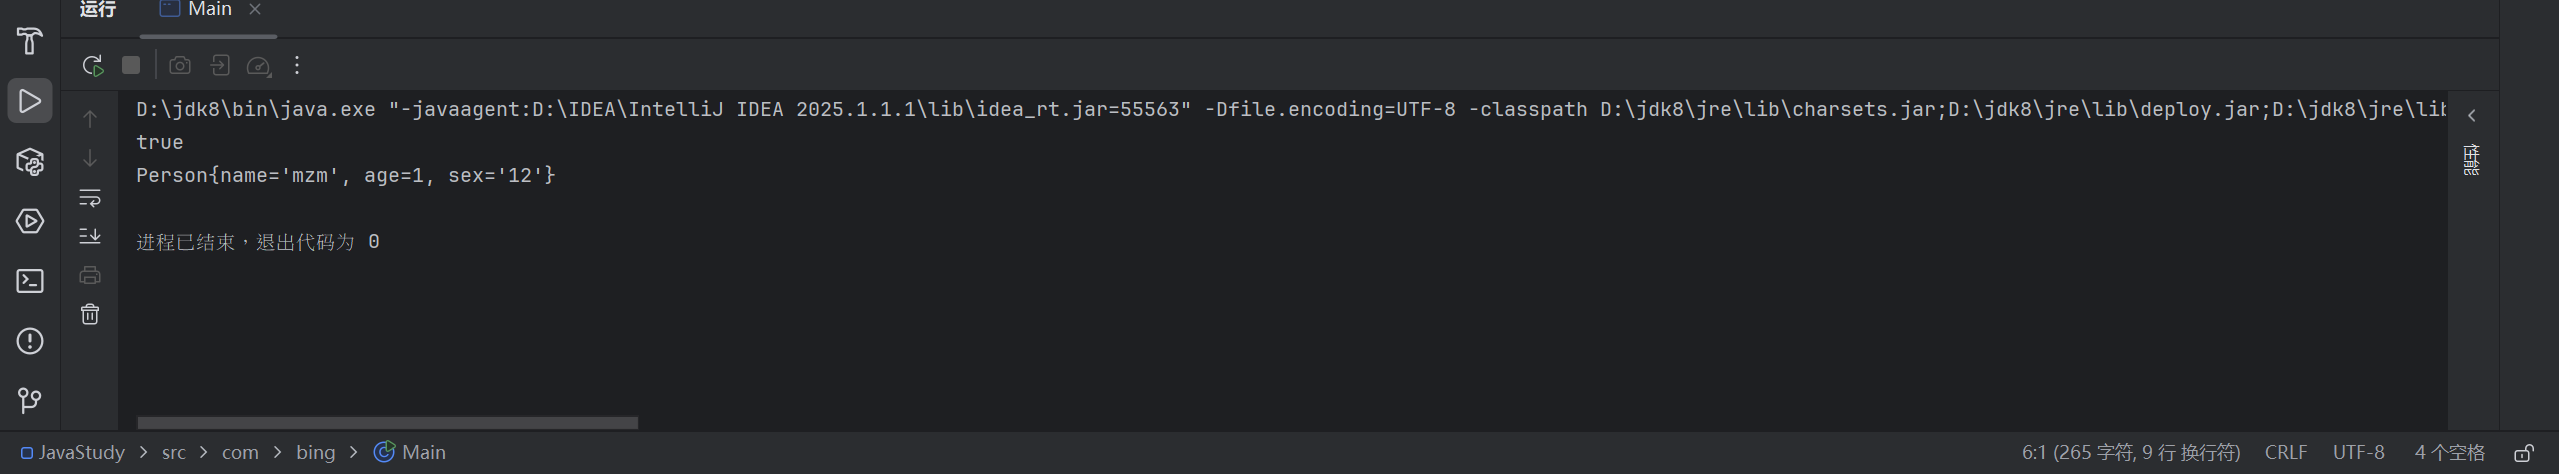 运行 Main
D:\jdk8\bin\java.exe "-javaagent:D:\IDEA\IntelliJ IDEA 2025.1.1.1\lib\idea_rt.jar=55563" -Dfile.encoding=UTF-8 -classpath D:\jdk8\jre\lib\charsets.jar;D:\jdk8\jre\lib\deploy.jar;D:\jdk8\jre\lib
true
Person{name='mzm', age=1, sex='12'}
进程已结束，退出代码为 0
性能
JavaStudy > src > com > bing > Main 6:1 (265 字符, 9 行 换行符) CRLF UTF-8 4 个空格